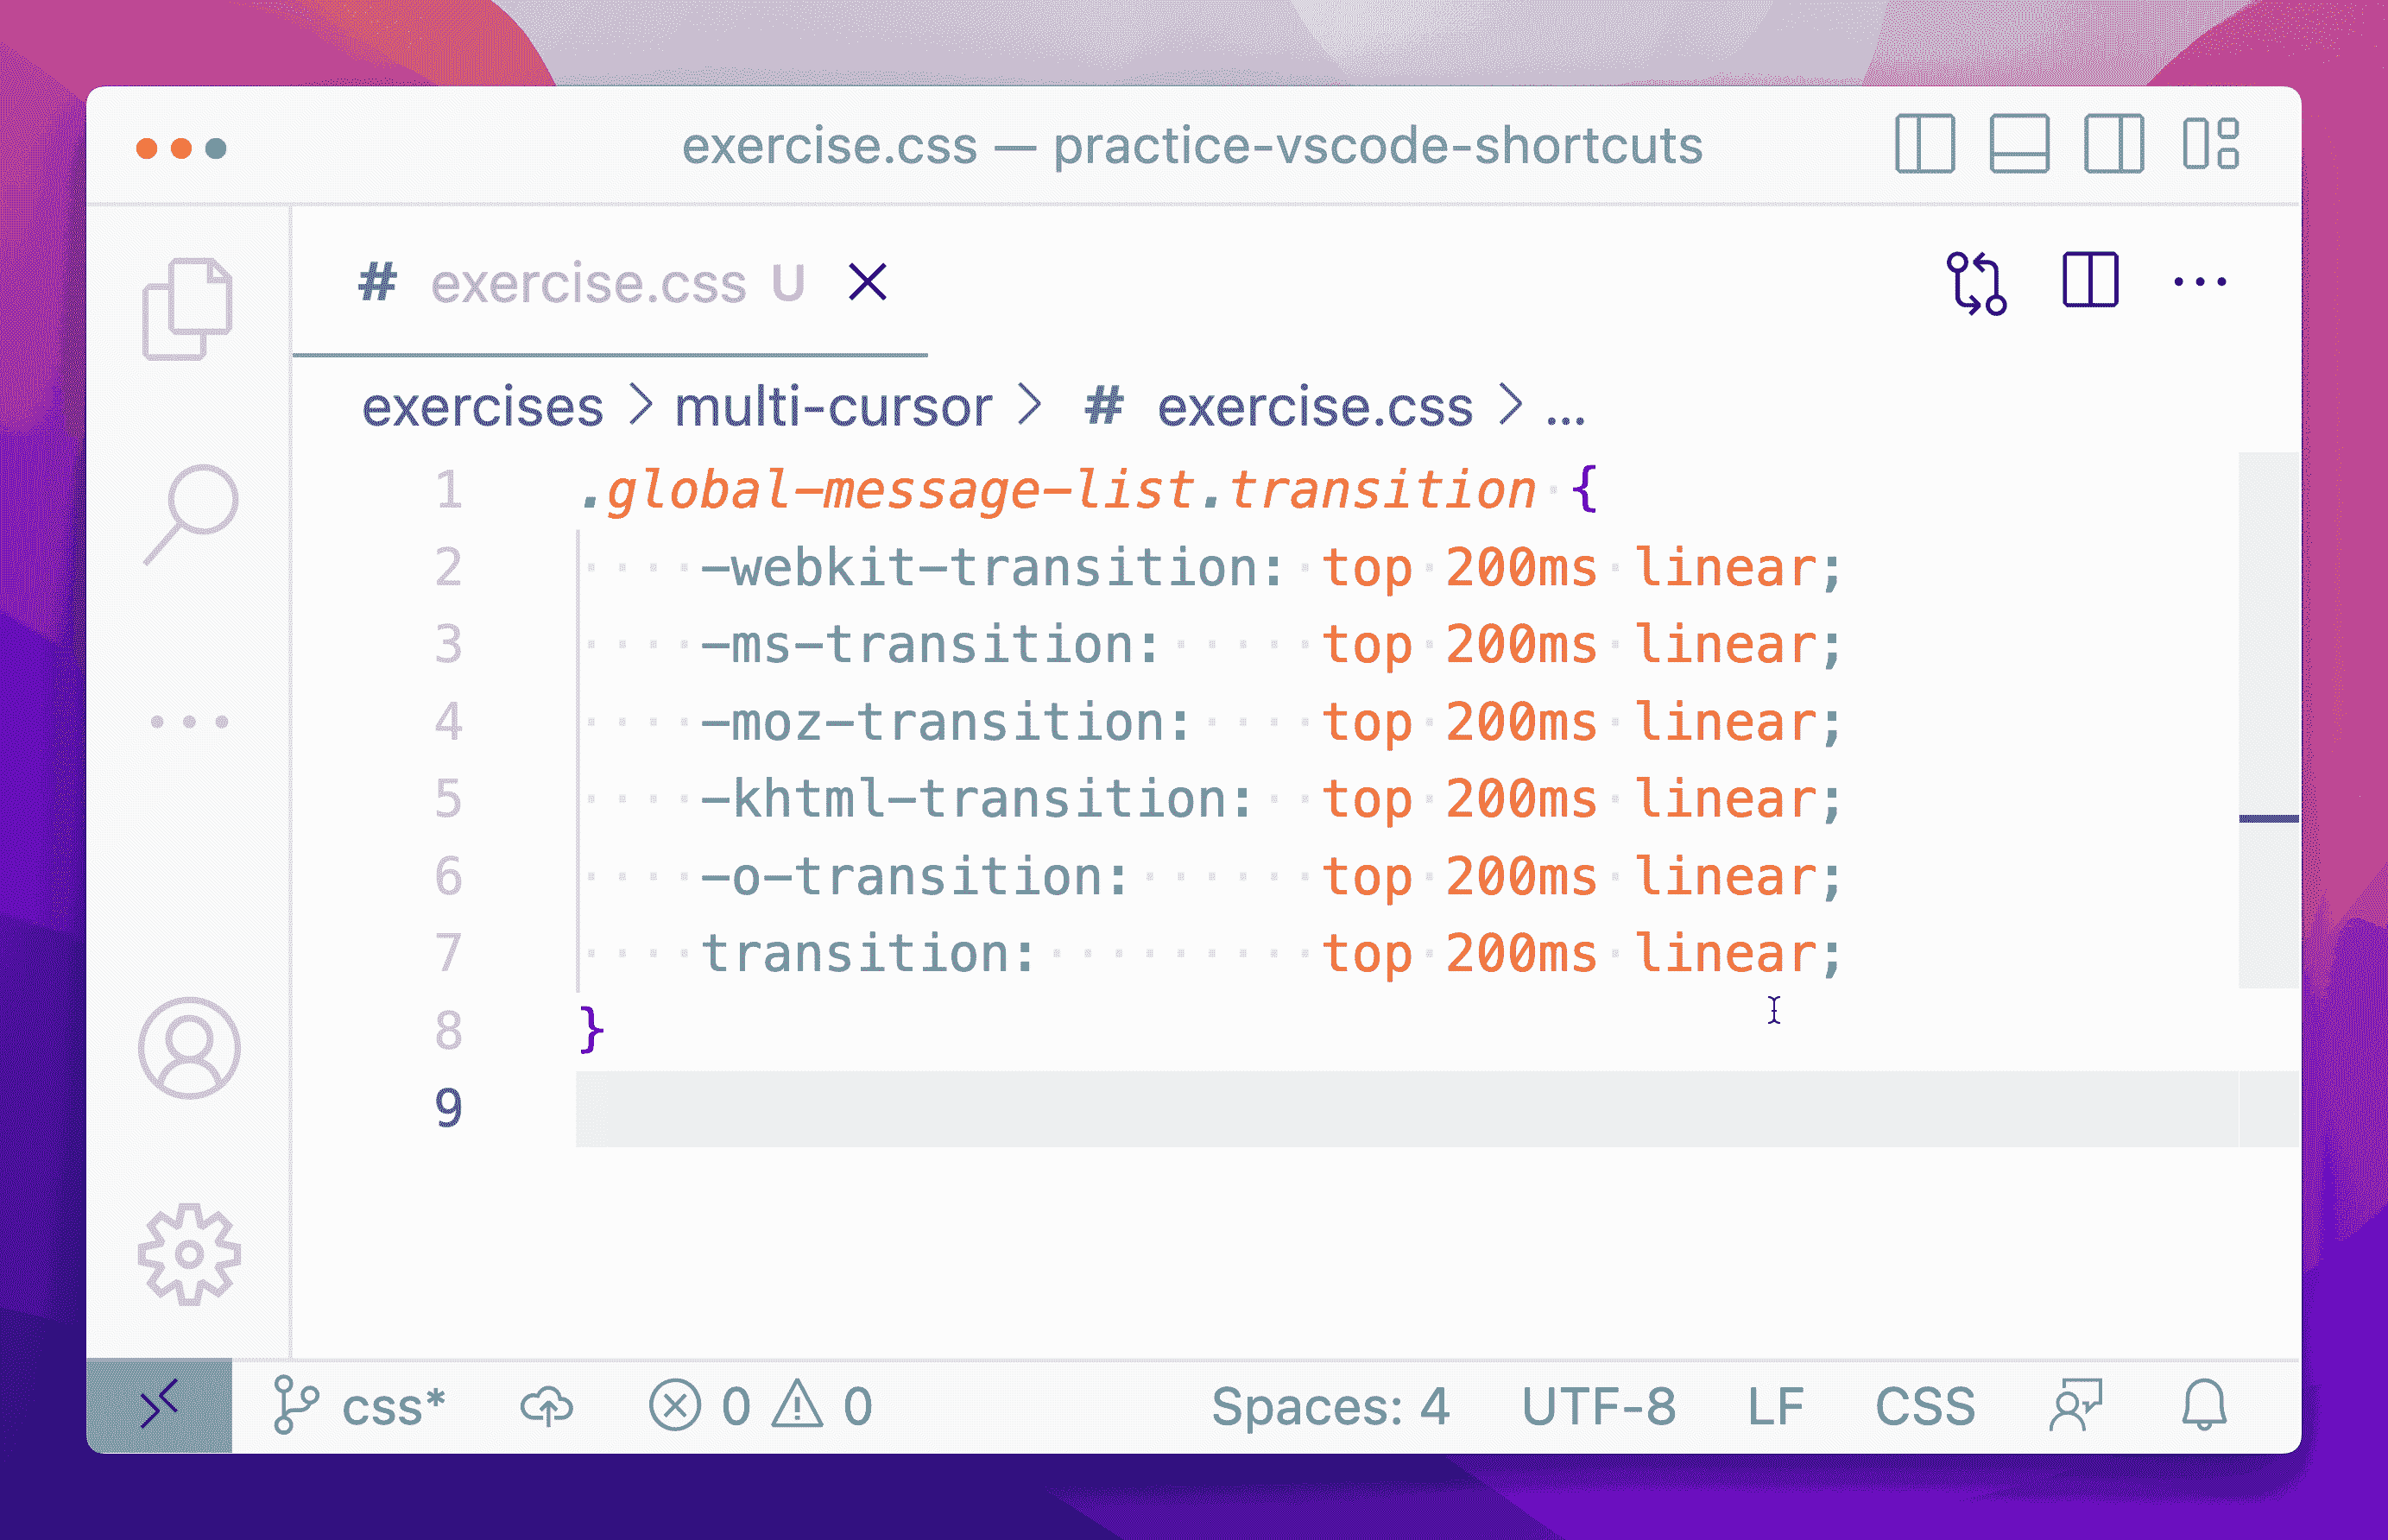 exercise.css — practice-vscode-shortcuts
# exercise.css U
exercises > multi-cursor > # exercise.css > ...
1 .global-message-list.transition {
2     -webkit-transition: top 200ms linear;
3     -ms-transition:     top 200ms linear;
4     -moz-transition:    top 200ms linear;
5     -khtml-transition:  top 200ms linear;
6     -o-transition:      top 200ms linear;
7     transition:         top 200ms linear;
8 }
9
css* 0 0 Spaces: 4 UTF-8 LF CSS